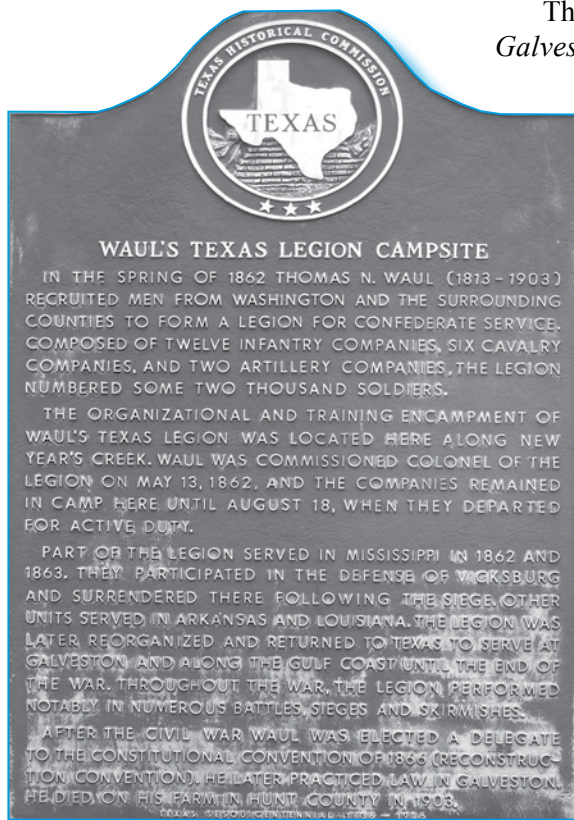 Th
Galves
TEXAS HISTORICAL COMMISSION
TEXAS
WAUL'S TEXAS LEGION CAMPSITE
IN THE SPRING OF 1862 THOMAS N. WAUL (1813-1903)
RECRUITED MEN FROM WASHINGTON AND THE SURROUNDING
COUNTIES TO FORM A LEGION FOR CONFEDERATE SERVICE.
COMPOSED OF TWELVE INFANTRY COMPANIES, SIX CAVALRY
COMPANIES, AND TWO ARTILLERY COMPANIES, THE LEGION
NUMBERED SOME TWO THOUSAND SOLDIERS.
THE ORGANIZATIONAL AND TRAINING ENCAMPMENT OF
WAUL'S TEXAS LEGION WAS LOCATED HERE ALONG NEW
YEAR'S CREEK. WAUL WAS COMMISSIONED COLONEL OF THE
LEGION ON MAY 13, 1862, AND THE COMPANIES REMAINED
IN CAMP HERE UNTIL AUGUST 18, WHEN THEY DEPARTED
FOR ACTIVE DUTY.
PART OF THE LEGION SERVED IN MISSISSIPPI IN 1862 AND
1863. THEY PARTICIPATED IN THE DEFENSE OF VICKSBURG
AND SURRENDERED THERE FOLLOWING THE SIEGE. OTHER
UNITS SERVED IN ARKANSAS AND LOUISIANA. THE LEGION WAS
LATER REORGANIZED AND RETURNED TO TEXAS TO SERVE AT
GALVESTON AND ALONG THE GULF COAST UNTIL THE END OF
THE WAR. THROUGHOUT THE WAR, THE LEGION PERFORMED
NOTABLY IN NUMEROUS BATTLES, SIEGES AND SKIRMISHES.
AFTER THE CIVIL WAR WAUL WAS ELECTED A DELEGATE
TO THE CONSTITUTIONAL CONVENTION OF 1866 (RECONSTRUC-
TION CONVENTION). HE LATER PRACTICED LAW IN GALVESTON.
HE DIED ON HIS FARM IN HUNT COUNTY IN 1903.
TEXAS SESQUICENTENNIAL 1836 - 1986